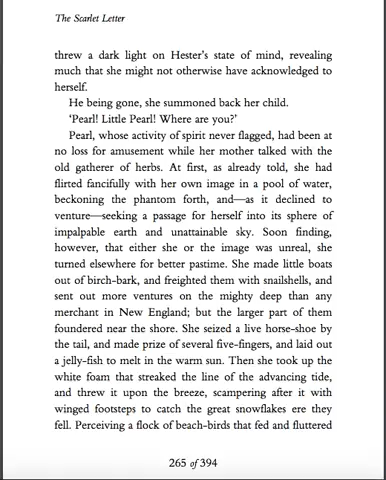 The Scarlet Letter
threw a dark light on Hester's state of mind, revealing
much that she might not otherwise have acknowledged to
herself.
He being gone, she summoned back her child.
'Pearl! Little Pearl! Where are you?'
Pearl, whose activity of spirit never flagged, had been at
no loss for amusement while her mother talked with the
old gatherer of herbs. At first, as already told, she had
flirted fancifully with her own image in a pool of water,
beckoning the phantom forth, and—as it declined to
venture—seeking a passage for herself into its sphere of
impalpable earth and unattainable sky. Soon finding,
however, that either she or the image was unreal, she
turned elsewhere for better pastime. She made little boats
out of birch-bark, and freighted them with snailshells, and
sent out more ventures on the mighty deep than any
merchant in New England; but the larger part of them
foundered near the shore. She seized a live horse-shoe by
the tail, and made prize of several five-fingers, and laid out
a jelly-fish to melt in the warm sun. Then she took up the
white foam that streaked the line of the advancing tide,
and threw it upon the breeze, scampering after it with
winged footsteps to catch the great snowflakes ere they
fell. Perceiving a flock of beach-birds that fed and fluttered
265 of 394